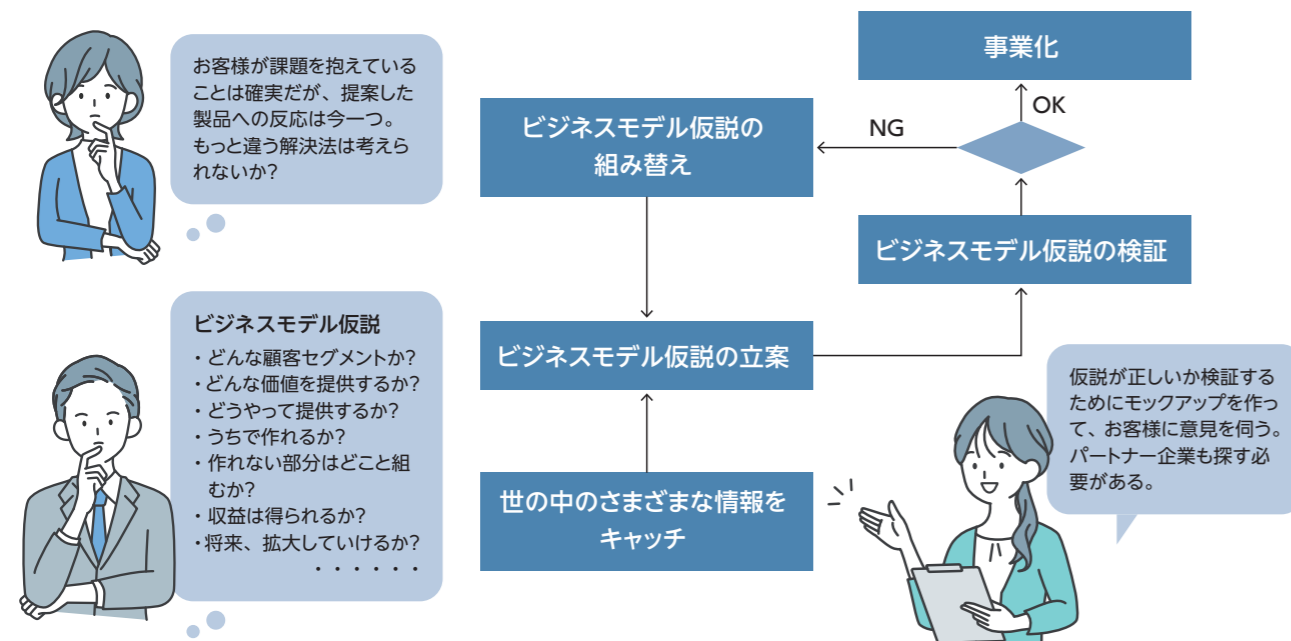 お客様が課題を抱えている
ことは確実だが、提案した
製品への反応は今一つ。
もっと違う解決法は考えら
れないか?
事業化
OK
NG
ビジネスモデル仮説の
組み替え
ビジネスモデル仮説の検証
ビジネスモデル仮説
・どんな顧客セグメントか?
・どんな価値を提供するか?
・どうやって提供するか?
・うちで作れるか?
・作れない部分はどこと組
むか?
・収益は得られるか?
・将来、拡大していけるか?
・・・・・・
ビジネスモデル仮説の立案
世の中のさまざまな情報を
キャッチ
仮説が正しいか検証する
ためにモックアップを作っ
て、お客様に意見を伺う。
パートナー企業も探す必
要がある。